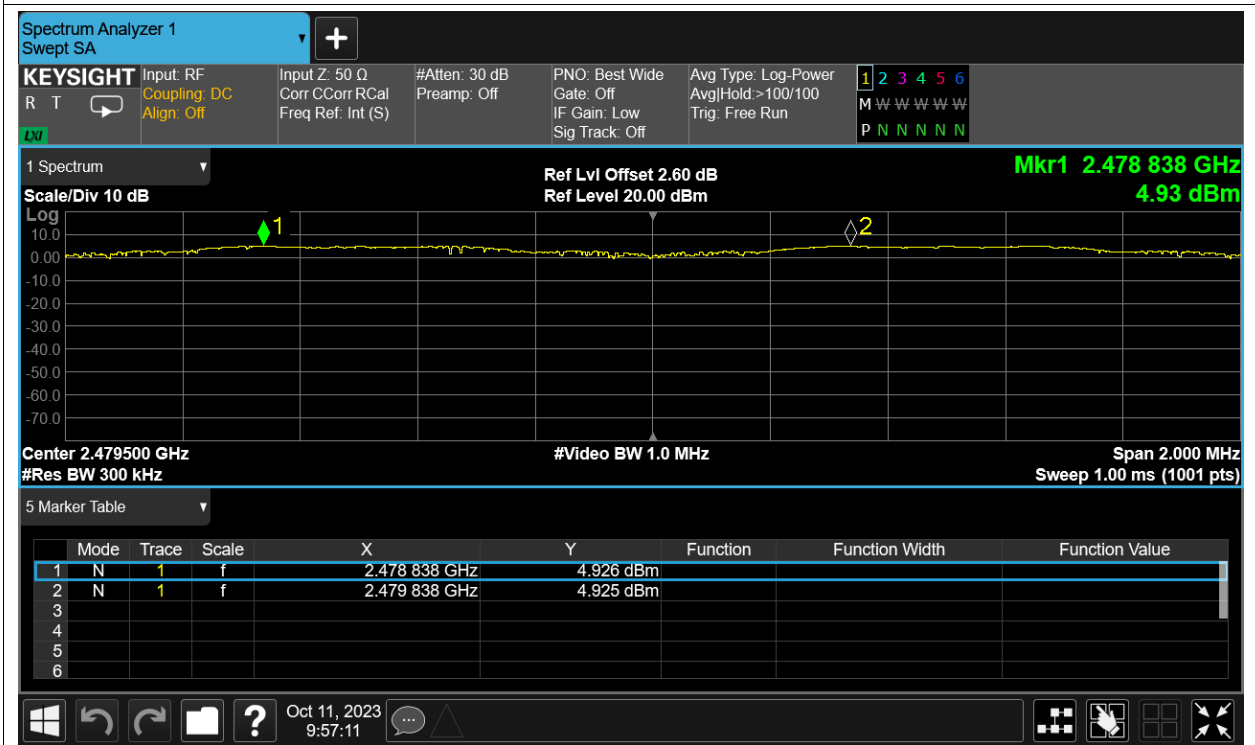 Spectrum Analyzer 1
Swept SA
KEYSIGHT
R T
LXI
Input: RF
Coupling: DC
Align: Off
Input Z: 50 Ω
Corr CCorr RCal
Freq Ref: Int (S)
#Atten: 30 dB
Preamp: Off
PNO: Best Wide
Gate: Off
IF Gain: Low
Sig Track: Off
Avg Type: Log-Power
Avg|Hold:>100/100
Trig: Free Run
1 2 3 4 5 6
M W W W W W
P N N N N N
1 Spectrum
Scale/Div 10 dB
Ref Lvl Offset 2.60 dB
Ref Level 20.00 dBm
Mkr1 2.478 838 GHz
4.93 dBm
Log
10.0
0.00
-10.0
-20.0
-30.0
-40.0
-50.0
-60.0
-70.0
1
2
Center 2.479500 GHz
#Video BW 1.0 MHz
Span 2.000 MHz
#Res BW 300 kHz
Sweep 1.00 ms (1001 pts)
5 Marker Table
Mode Trace Scale X Y Function Function Width Function Value
1 N 1 f 2.478 838 GHz 4.926 dBm
2 N 1 f 2.479 838 GHz 4.925 dBm
3
4
5
6
?
Oct 11, 2023
9:57:11